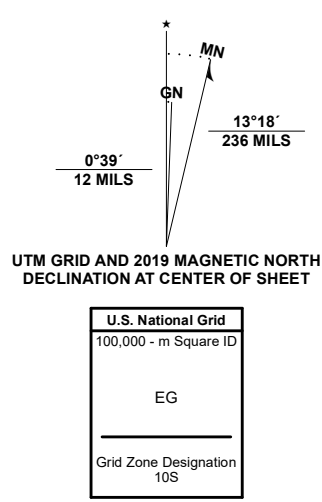 ★
MN
GN
13°18´
236 MILS
0°39´
12 MILS
UTM GRID AND 2019 MAGNETIC NORTH
DECLINATION AT CENTER OF SHEET
U.S. National Grid
100,000 - m Square ID
EG
Grid Zone Designation
10S